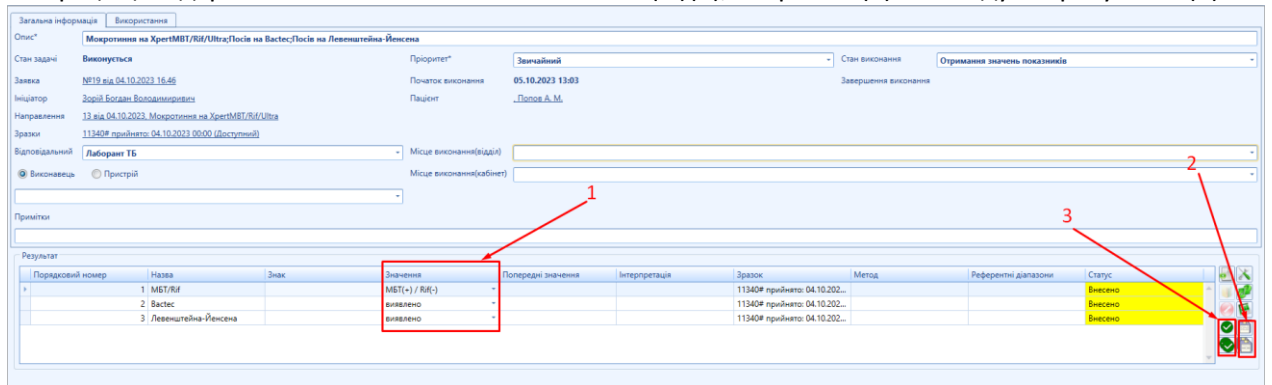 Загальна інформація Використання
Опис* Мокротиння на XpertMBT/Rif/Ultra;Посів на Bactec;Посів на Левенштейна-Йенсена
Стан задачі Виконується Пріоритет* Звичайний Стан виконання Отримання значень показників
Заявка №19 від 04.10.2023 16.46 Початок виконання 05.10.2023 13:03 Завершення виконання
Ініціатор Зорій Богдан Володимиривич Пацієнт . Попов А. М.
Направлення 13 від 04.10.2023, Мокротиння на XpertMBT/Rif/Ultra
Зразки 11340# прийнято: 04.10.2023 00:00 (Доступний)
Відповідальний Лаборант ТБ Місце виконання(відділ)
2
Виконавець Пристрій Місце виконання(кабінет)
1
3
Примітки
Результат
Порядковий номер Назва Знак Значення Попередні значення Інтерпретація Зразок Метод Референтні діапазони Статус
1 МБТ/Rif МБТ(+) / Rif(-) 11340# прийнято: 04.10.202... Внесено
2 Bactec виявлено 11340# прийнято: 04.10.202... Внесено
3 Левенштейна-Йенсена виявлено 11340# прийнято: 04.10.202... Внесено